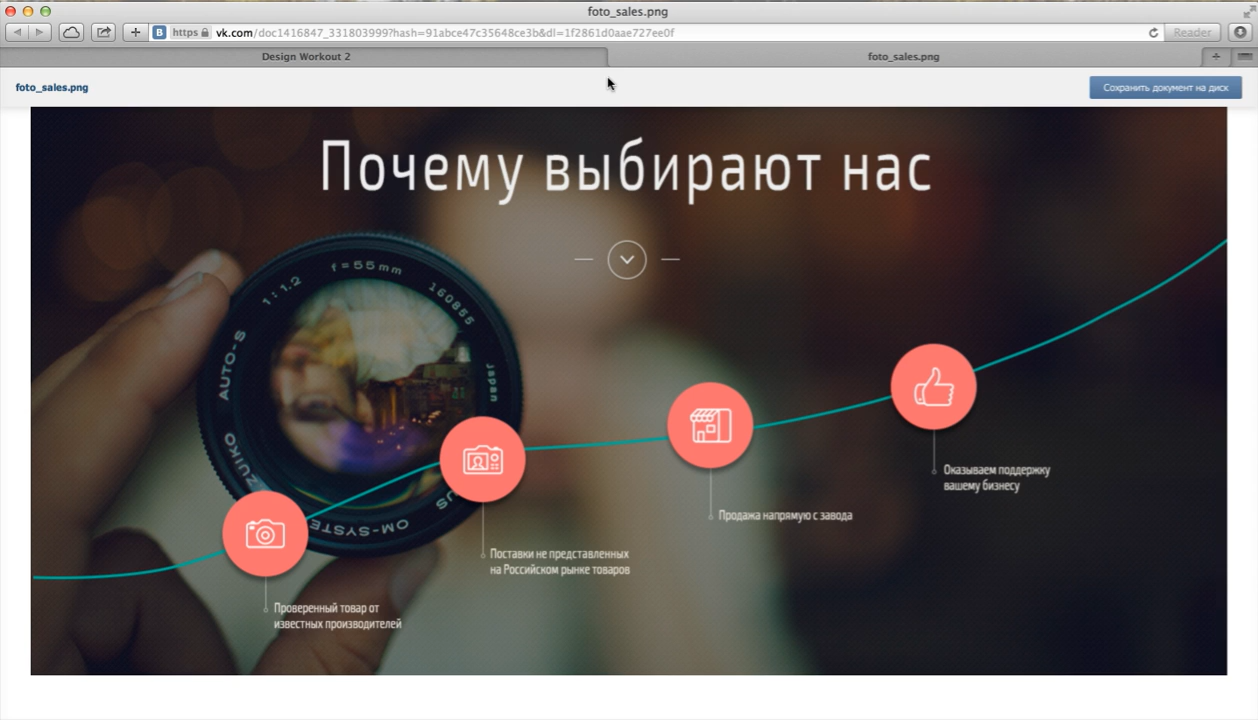 foto_sales.png
https vk.com/doc1416847_331803999?hash=91abce47c35648ce3b&dl=1f2861d0aae727ee0f
Reader
Design Workout 2
foto_sales.png
foto_sales.png
Сохранить документ на диск
Почему выбирают нас
f=55mm
1:1.2
160855
AUTO-S
Japan
ZUIKO
OM-SYSTE
US
Оказываем поддержку
вашему бизнесу
Продажа напрямую с завода
Поставки не представленных
на Российском рынке товаров
Проверенный товар от
известных производителей